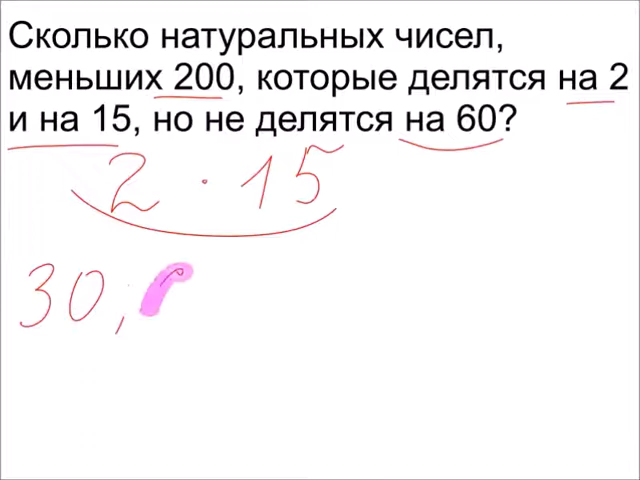 Сколько натуральных чисел,
меньших 200, которые делятся на 2
и на 15, но не делятся на 60?
2 · 15
30,